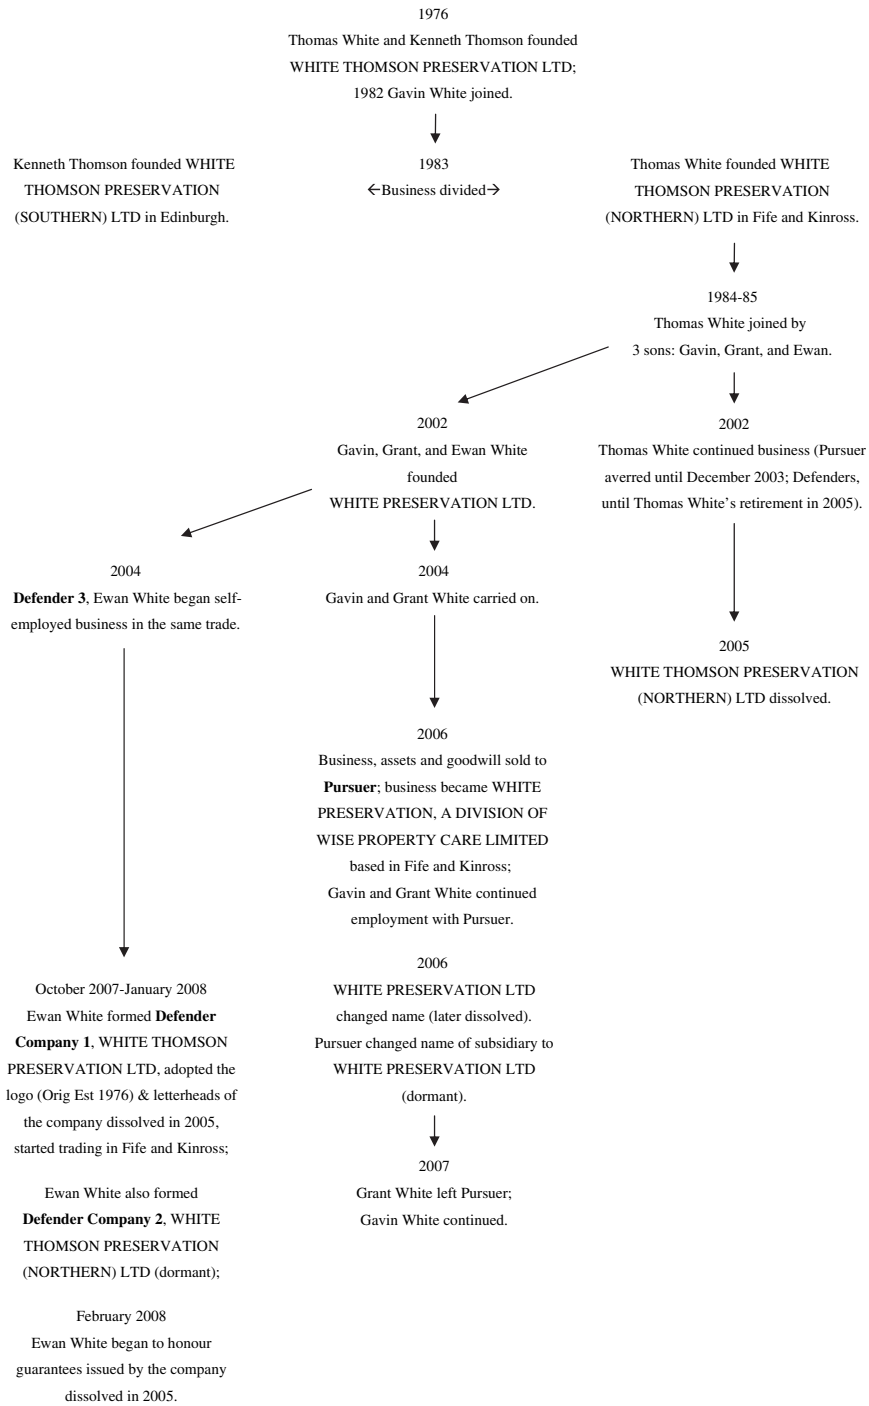 1976
Thomas White and Kenneth Thomson founded
WHITE THOMSON PRESERVATION LTD;
1982 Gavin White joined.
Kenneth Thomson founded WHITE
THOMSON PRESERVATION
(SOUTHERN) LTD in Edinburgh.
1983
←Business divided→
Thomas White founded WHITE
THOMSON PRESERVATION
(NORTHERN) LTD in Fife and Kinross.
1984-85
Thomas White joined by
3 sons: Gavin, Grant, and Ewan.
2002
Gavin, Grant, and Ewan White
founded
WHITE PRESERVATION LTD.
2002
Thomas White continued business (Pursuer
averred until December 2003; Defenders,
until Thomas White's retirement in 2005).
2004
Defender 3, Ewan White began self-
employed business in the same trade.
2004
Gavin and Grant White carried on.
2005
WHITE THOMSON PRESERVATION
(NORTHERN) LTD dissolved.
2006
Business, assets and goodwill sold to
Pursuer; business became WHITE
PRESERVATION, A DIVISION OF
WISE PROPERTY CARE LIMITED
based in Fife and Kinross;
Gavin and Grant White continued
employment with Pursuer.
October 2007-January 2008
Ewan White formed Defender
Company 1, WHITE THOMSON
PRESERVATION LTD, adopted the
logo (Orig Est 1976) & letterheads of
the company dissolved in 2005,
started trading in Fife and Kinross;
Ewan White also formed
Defender Company 2, WHITE
THOMSON PRESERVATION
(NORTHERN) LTD (dormant);
February 2008
Ewan White began to honour
guarantees issued by the company
dissolved in 2005.
2006
WHITE PRESERVATION LTD
changed name (later dissolved).
Pursuer changed name of subsidiary to
WHITE PRESERVATION LTD
(dormant).
2007
Grant White left Pursuer;
Gavin White continued.